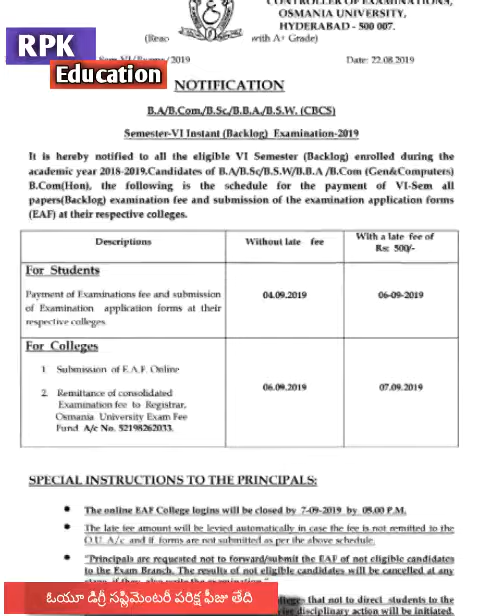 CONTROLLER OF EXAMINATIONS,
OSMANIA UNIVERSITY,
HYDERABAD - 500 007.
with A+ Grade)
RPK
Education
/2019
Date: 22.08.2019
NOTIFICATION
B.A/B.Com./B.Sc./B.B.A./B.S.W. (CBCS)
Semester-VI Instant (Backlog) Examination-2019
It is hereby notified to all the eligible VI Semester (Backlog) enrolled during the
academic year 2018-2019.Candidates of B.A/B.Sc/B.S.W/B.B.A /B.Com (Gen&Computers)
B.Com(Hon), the following is the schedule for the payment of VI-Sem all
papers(Backlog) examination fee and submission of the examination application forms
(EAF) at their respective colleges.
Descriptions
Without late fee
With a late fee of
Rs: 500/-
For Students
Payment of Examinations fee and submission
of Examination application forms at their
respective colleges.
04.09.2019
06-09-2019
For Colleges
1. Submission of E.A.F. Online
2. Remittance of consolidated
Examination fee to Registrar,
Osmania University Exam Fee
Fund A/c No. 52198262033.
06.09.2019
07.09.2019
SPECIAL INSTRUCTIONS TO THE PRINCIPALS:
• The online EAF College logins will be closed by 7-09-2019 by 05.00 P.M.
• The late fee amount will be levied automatically in case the fee is not remitted to the
O.U. A/c and if forms are not submitted as per the above schedule.
• "Principals are requested not to forward/submit the EAF of not eligible candidates
to the Exam Branch. The results of not eligible candidates will be cancelled at any
that not to direct students to the
disciplinary action will be initiated.
ఓయూ డిగ్రీ సప్లిమెంటరీ పరీక్ష ఫీజు తేది